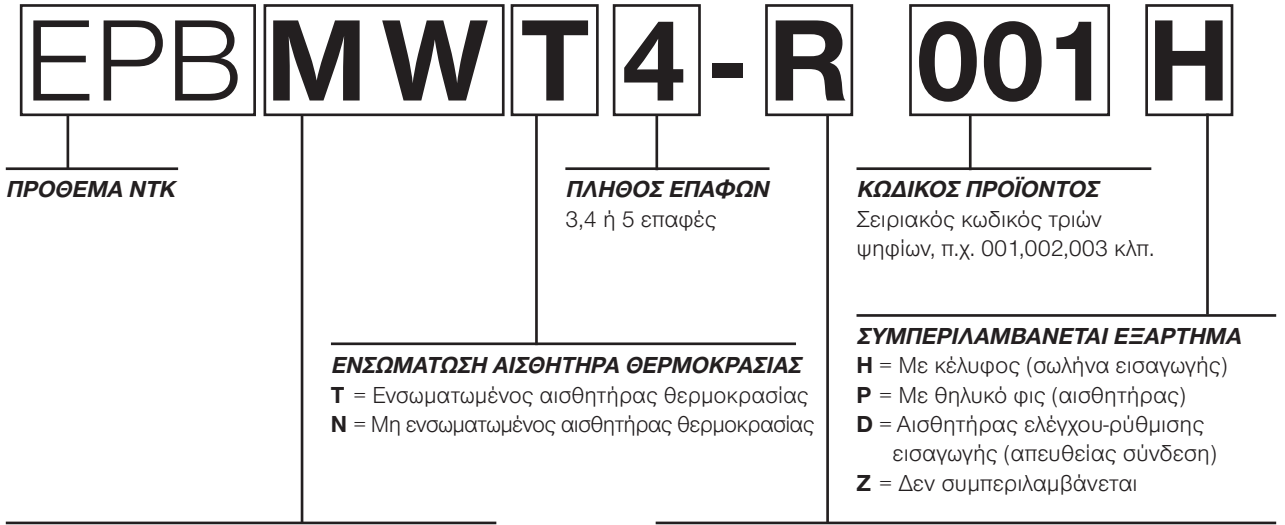 EPB MW T 4 - R 001 H
ΠΡΟΘΕΜΑ ΝΤΚ
ΠΛΗΘΟΣ ΕΠΑΦΩΝ
3,4 ή 5 επαφές
ΚΩΔΙΚΟΣ ΠΡΟΪΟΝΤΟΣ
Σειριακός κωδικός τριών
ψηφίων, π.χ. 001,002,003 κλπ.
ΕΝΣΩΜΑΤΩΣΗ ΑΙΣΘΗΤΗΡΑ ΘΕΡΜΟΚΡΑΣΙΑΣ
T = Ενσωματωμένος αισθητήρας θερμοκρασίας
N = Μη ενσωματωμένος αισθητήρας θερμοκρασίας
ΣΥΜΠΕΡΙΛΑΜΒΑΝΕΤΑΙ ΕΞΑΡΤΗΜΑ
H = Με κέλυφος (σωλήνα εισαγωγής)
P = Με θηλυκό φις (αισθητήρας)
D = Αισθητήρας ελέγχου-ρύθμισης
εισαγωγής (απευθείας σύνδεση)
Z = Δεν συμπεριλαμβάνεται